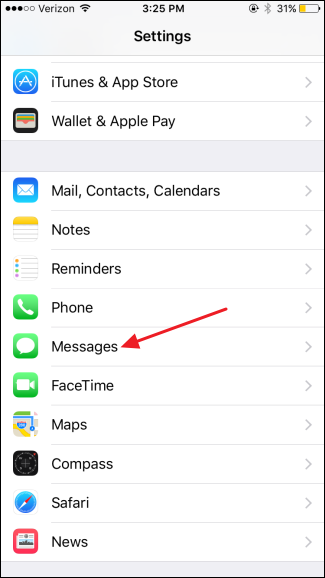 Verizon 3:25 PM 31%
Settings
iTunes & App Store
Wallet & Apple Pay
Mail, Contacts, Calendars
Notes
Reminders
Phone
Messages
FaceTime
Maps
Compass
Safari
News